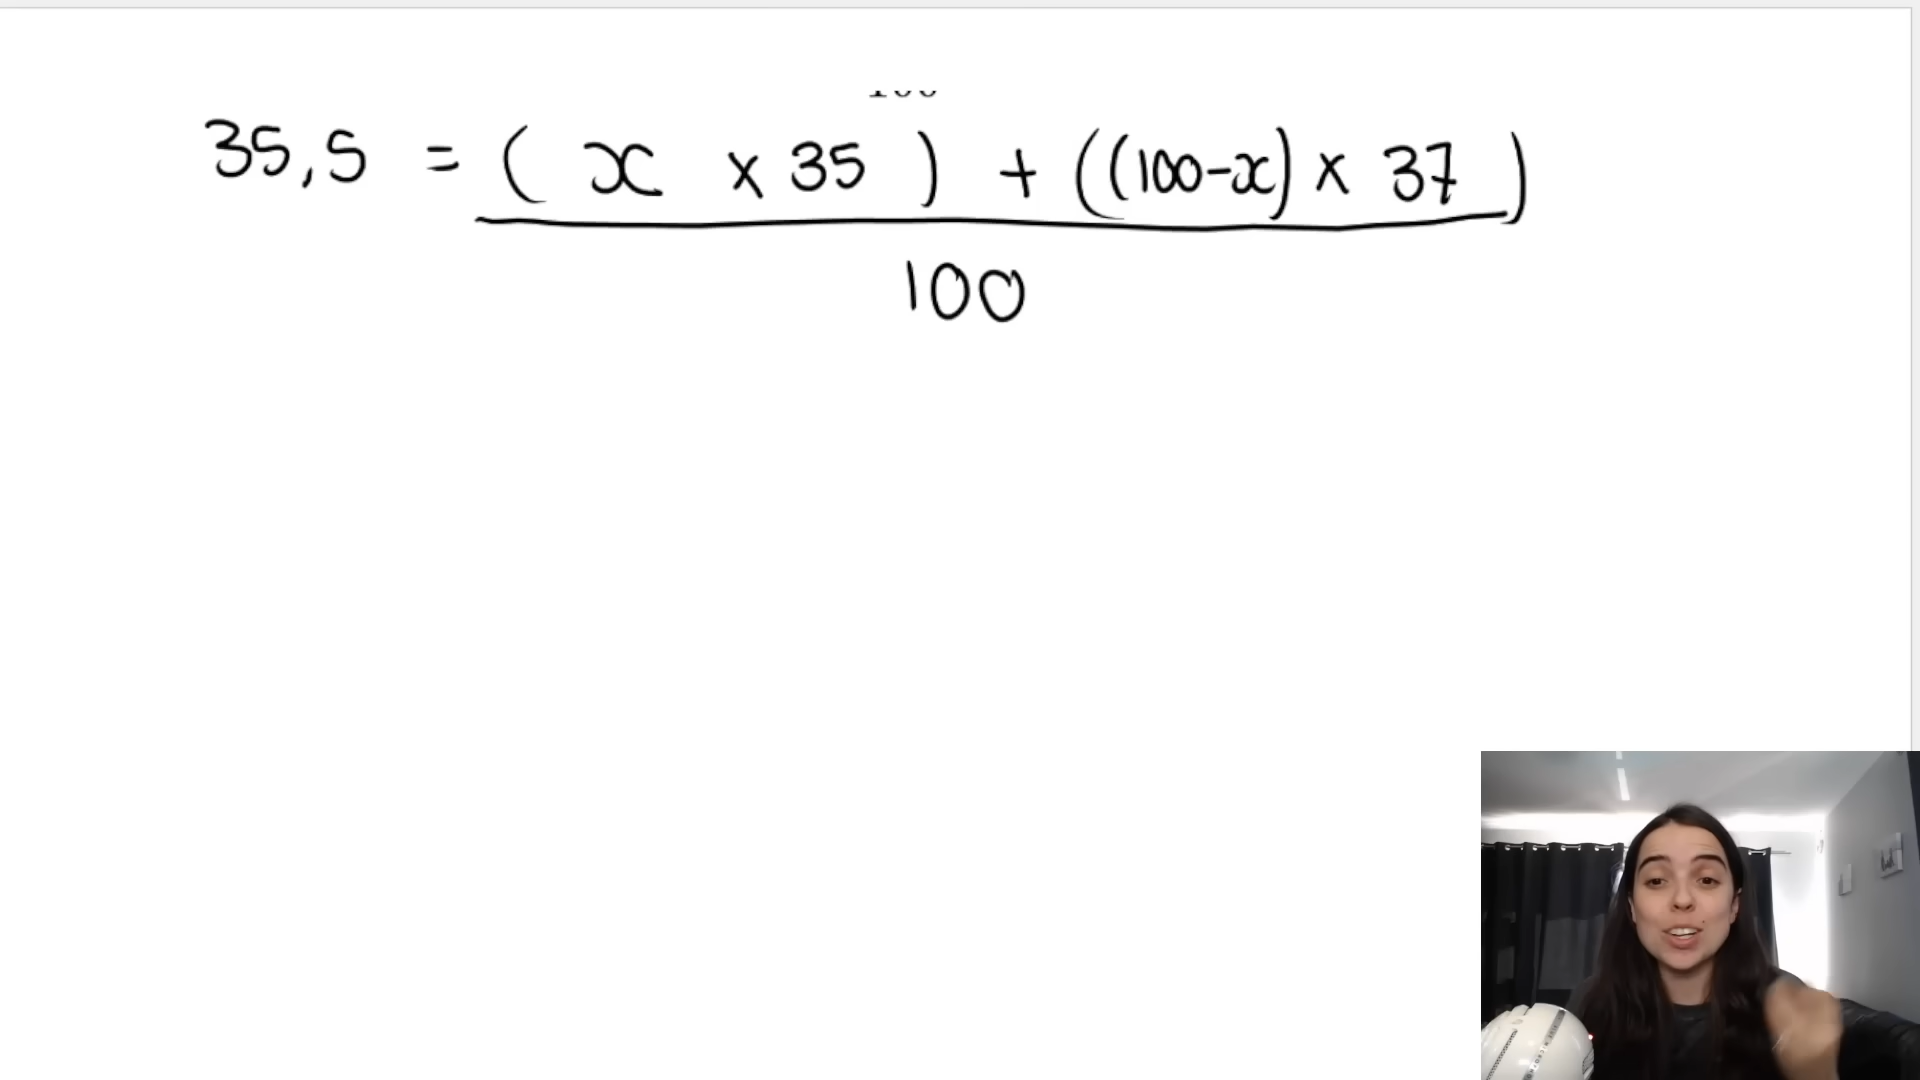 35,5 = ( x × 35 ) + ((100-x) × 37 )
100